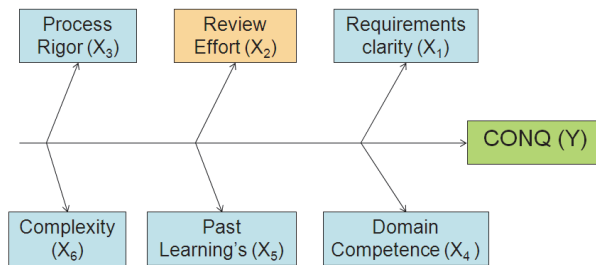 Process
Rigor (X₃)
Review
Effort (X₂)
Requirements
clarity (X₁)
CONQ (Y)
Complexity
(X₆)
Past
Learning's (X₅)
Domain
Competence (X₄ )